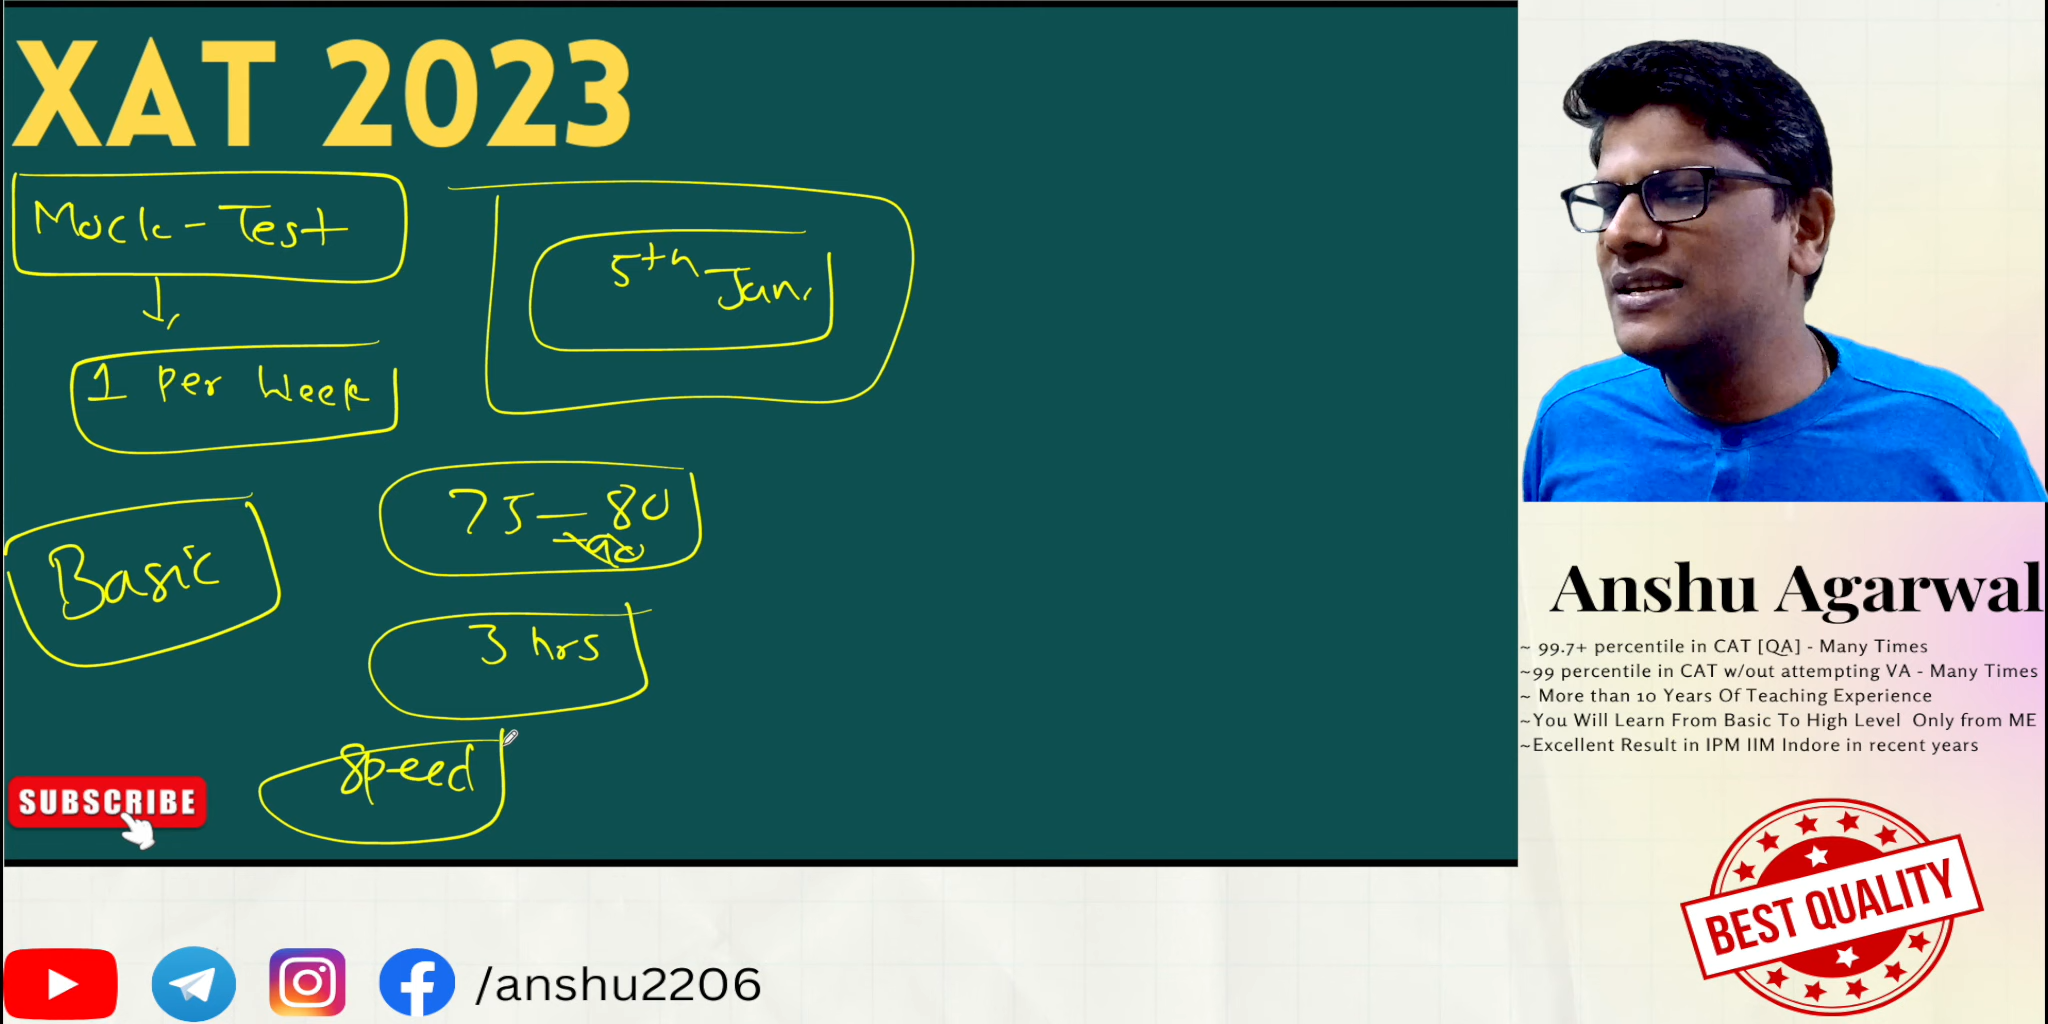 XAT 2023
Mock-Test
5th Jan.
1 Per Week
75-80
Basic
3 hrs
Speed
SUBSCRIBE
/anshu2206
Anshu Agarwal
~ 99.7+ percentile in CAT [QA] - Many Times
~99 percentile in CAT w/out attempting VA - Many Times
~ More than 10 Years Of Teaching Experience
~You Will Learn From Basic To High Level Only from ME
~Excellent Result in IPM IIM Indore in recent years
BEST QUALITY